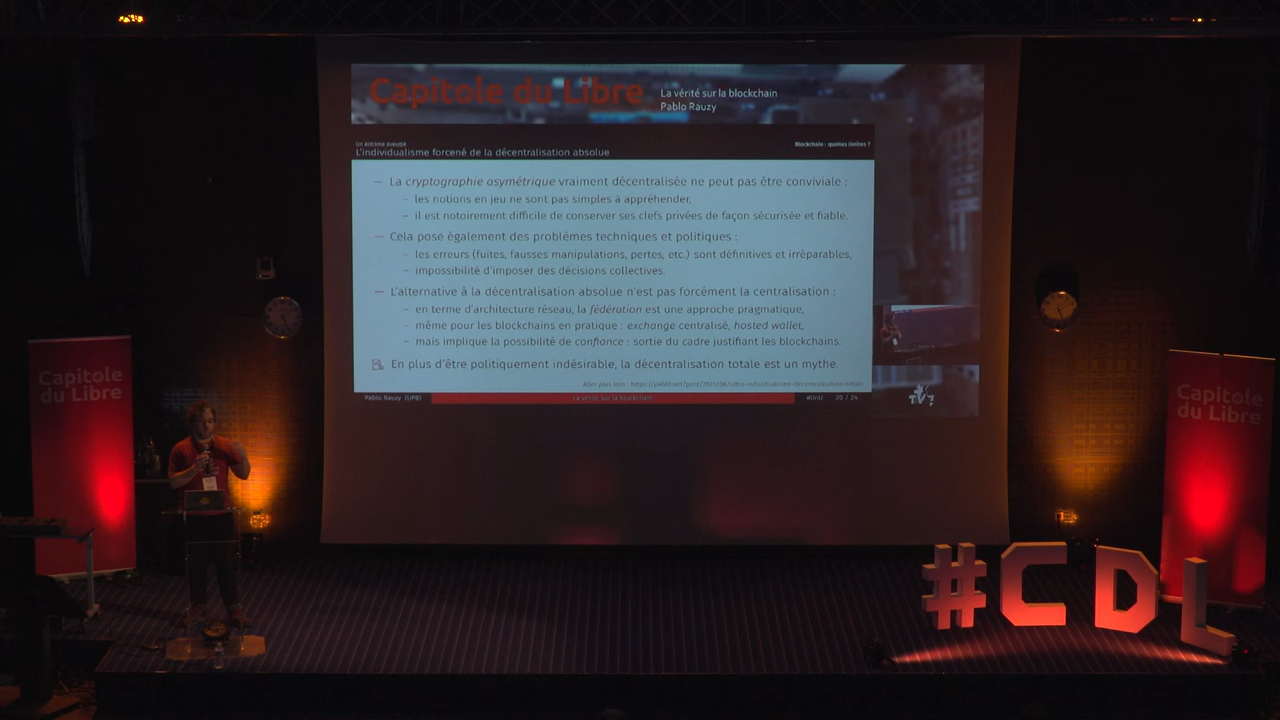 Capitole du Libre
La vérité sur la blockchain
Pablo Rauzy
Un élitisme aveuglé
Blockchain : quelles limites ?
L'individualisme forcené de la décentralisation absolue
— La cryptographie asymétrique vraiment décentralisée ne peut pas être conviviale :
– les notions en jeu ne sont pas simples à appréhender,
– il est notoirement difficile de conserver ses clefs privées de façon sécurisée et fiable.
— Cela pose également des problèmes techniques et politiques :
– les erreurs (fuites, fausses manipulations, pertes, etc.) sont définitives et irréparables,
– impossibilité d'imposer des décisions collectives.
— L'alternative à la décentralisation absolue n'est pas forcément la centralisation :
– en terme d'architecture réseau, la fédération est une approche pragmatique,
– même pour les blockchains en pratique : exchange centralisé, hosted wallet,
– mais implique la possibilité de confiance : sortie du cadre justifiant les blockchains.
En plus d'être politiquement indésirable, la décentralisation totale est un mythe.
Aller plus loin :
Pablo Rauzy (UP8)
La vérité sur la blockchain
20 / 24
Capitole
du Libre
Capitole
du Libre
#CDL